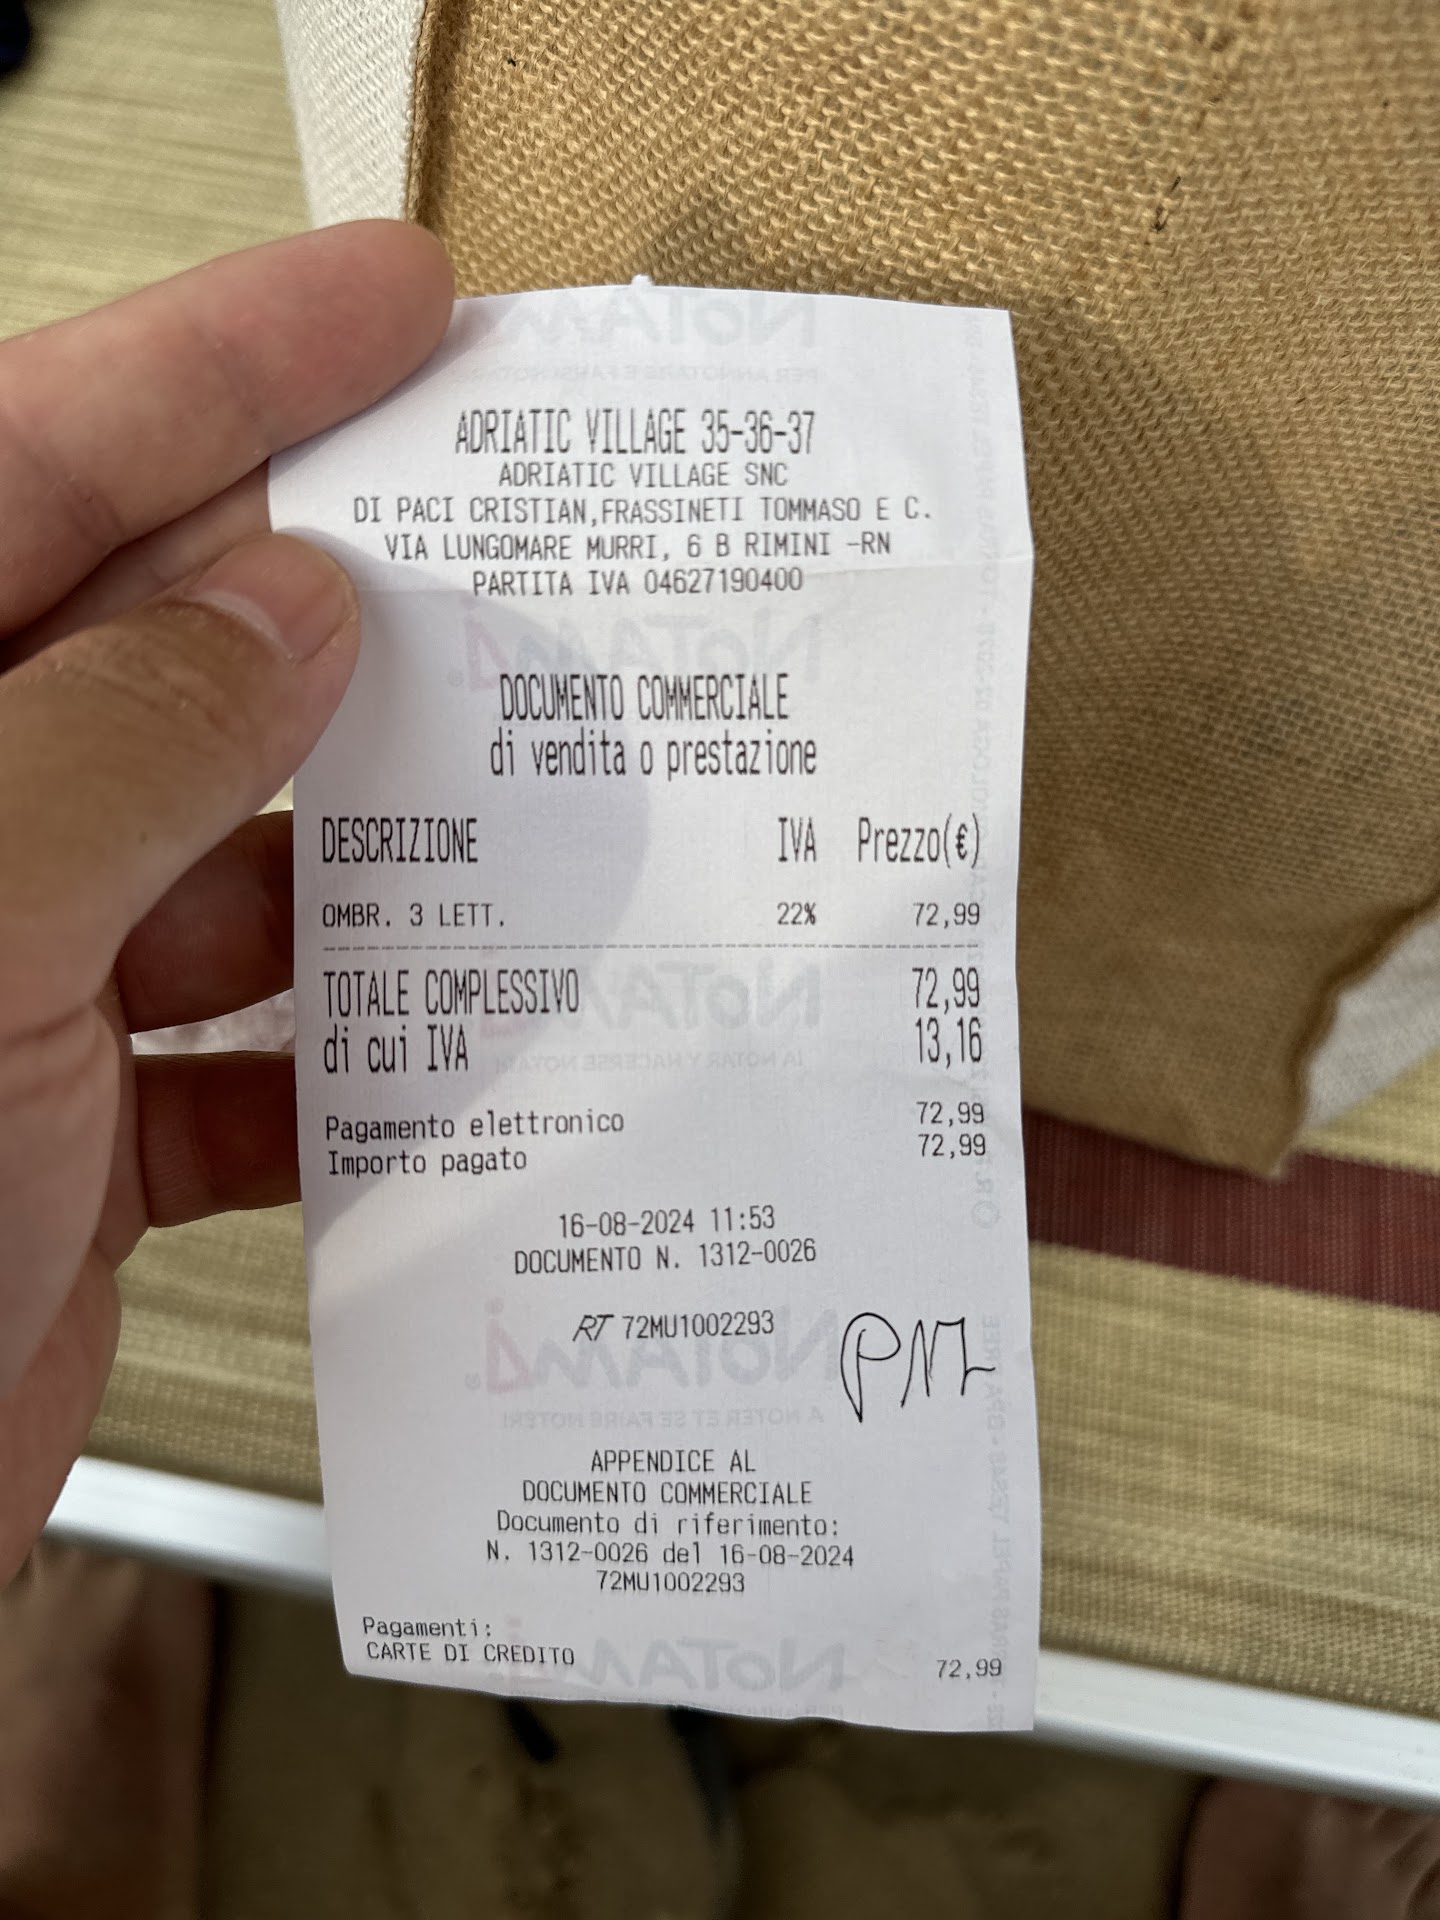 ADRIATIC VILLAGE 35-36-37
ADRIATIC VILLAGE SNC
DI PACI CRISTIAN,FRASSINETI TOMMASO E C.
VIA LUNGOMARE MURRI, 6 B RIMINI -RN
PARTITA IVA 04627190400
DOCUMENTO COMMERCIALE
di vendita o prestazione
DESCRIZIONE IVA Prezzo(€)
OMBR. 3 LETT. 22% 72,99
TOTALE COMPLESSIVO 72,99
di cui IVA 13,16
Pagamento elettronico 72,99
Importo pagato 72,99
16-08-2024 11:53
DOCUMENTO N. 1312-0026
RT 72MU1002293
APPENDICE AL
DOCUMENTO COMMERCIALE
Documento di riferimento:
N. 1312-0026 del 16-08-2024
72MU1002293
Pagamenti:
CARTE DI CREDITO 72,99